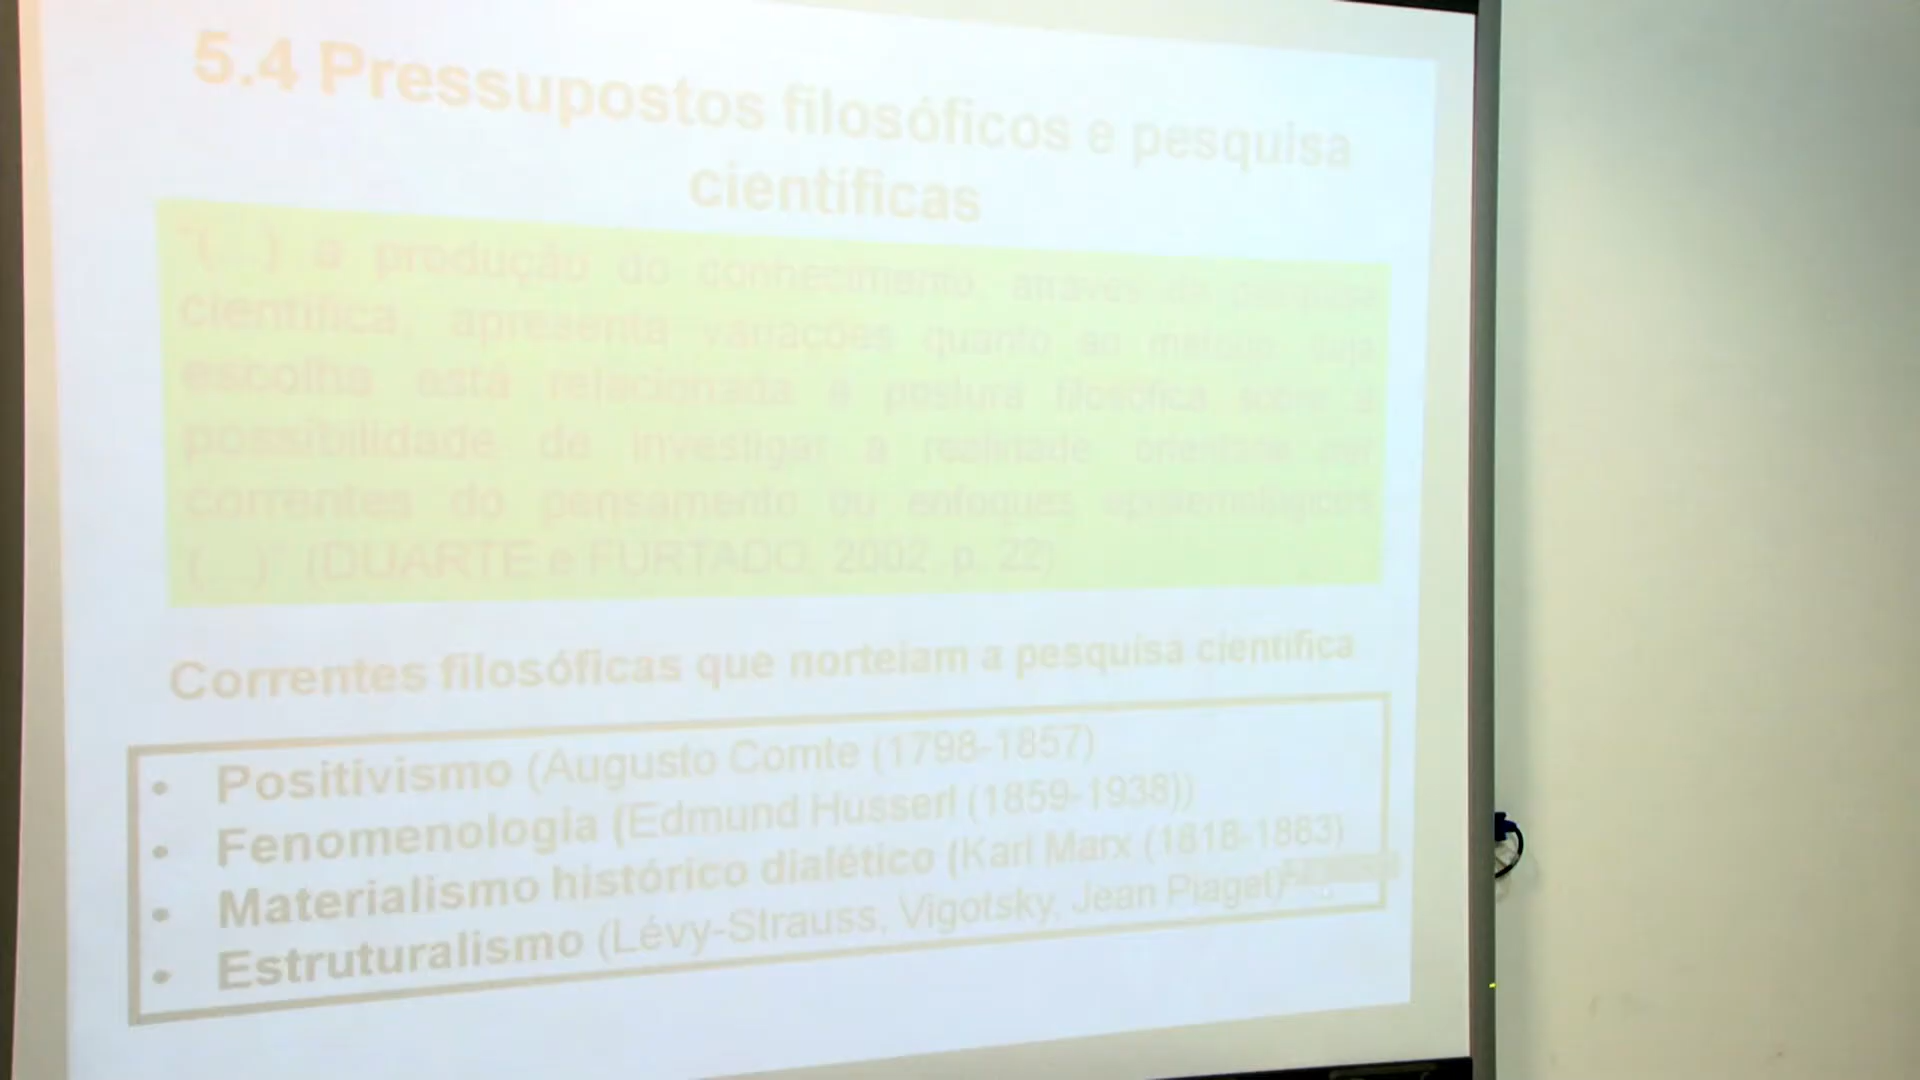 5.4 Pressupostos filosóficos e pesquisa
científicas
"(...) a produção do conhecimento, através da pesquisa
científica, apresenta variações quanto ao método, cuja
escolha está relacionada à postura filosófica sobre a
possibilidade de investigar a realidade orientada por
correntes do pensamento ou enfoques epistemológicos
(...)" (DUARTE e FURTADO, 2002, p. 22)
Correntes filosóficas que norteiam a pesquisa científica
• Positivismo (Augusto Comte (1798-1857)
• Fenomenologia (Edmund Husserl (1859-1938))
• Materialismo histórico dialético (Karl Marx (1818-1883)
• Estruturalismo (Lévy-Strauss, Vigotsky, Jean Piaget)